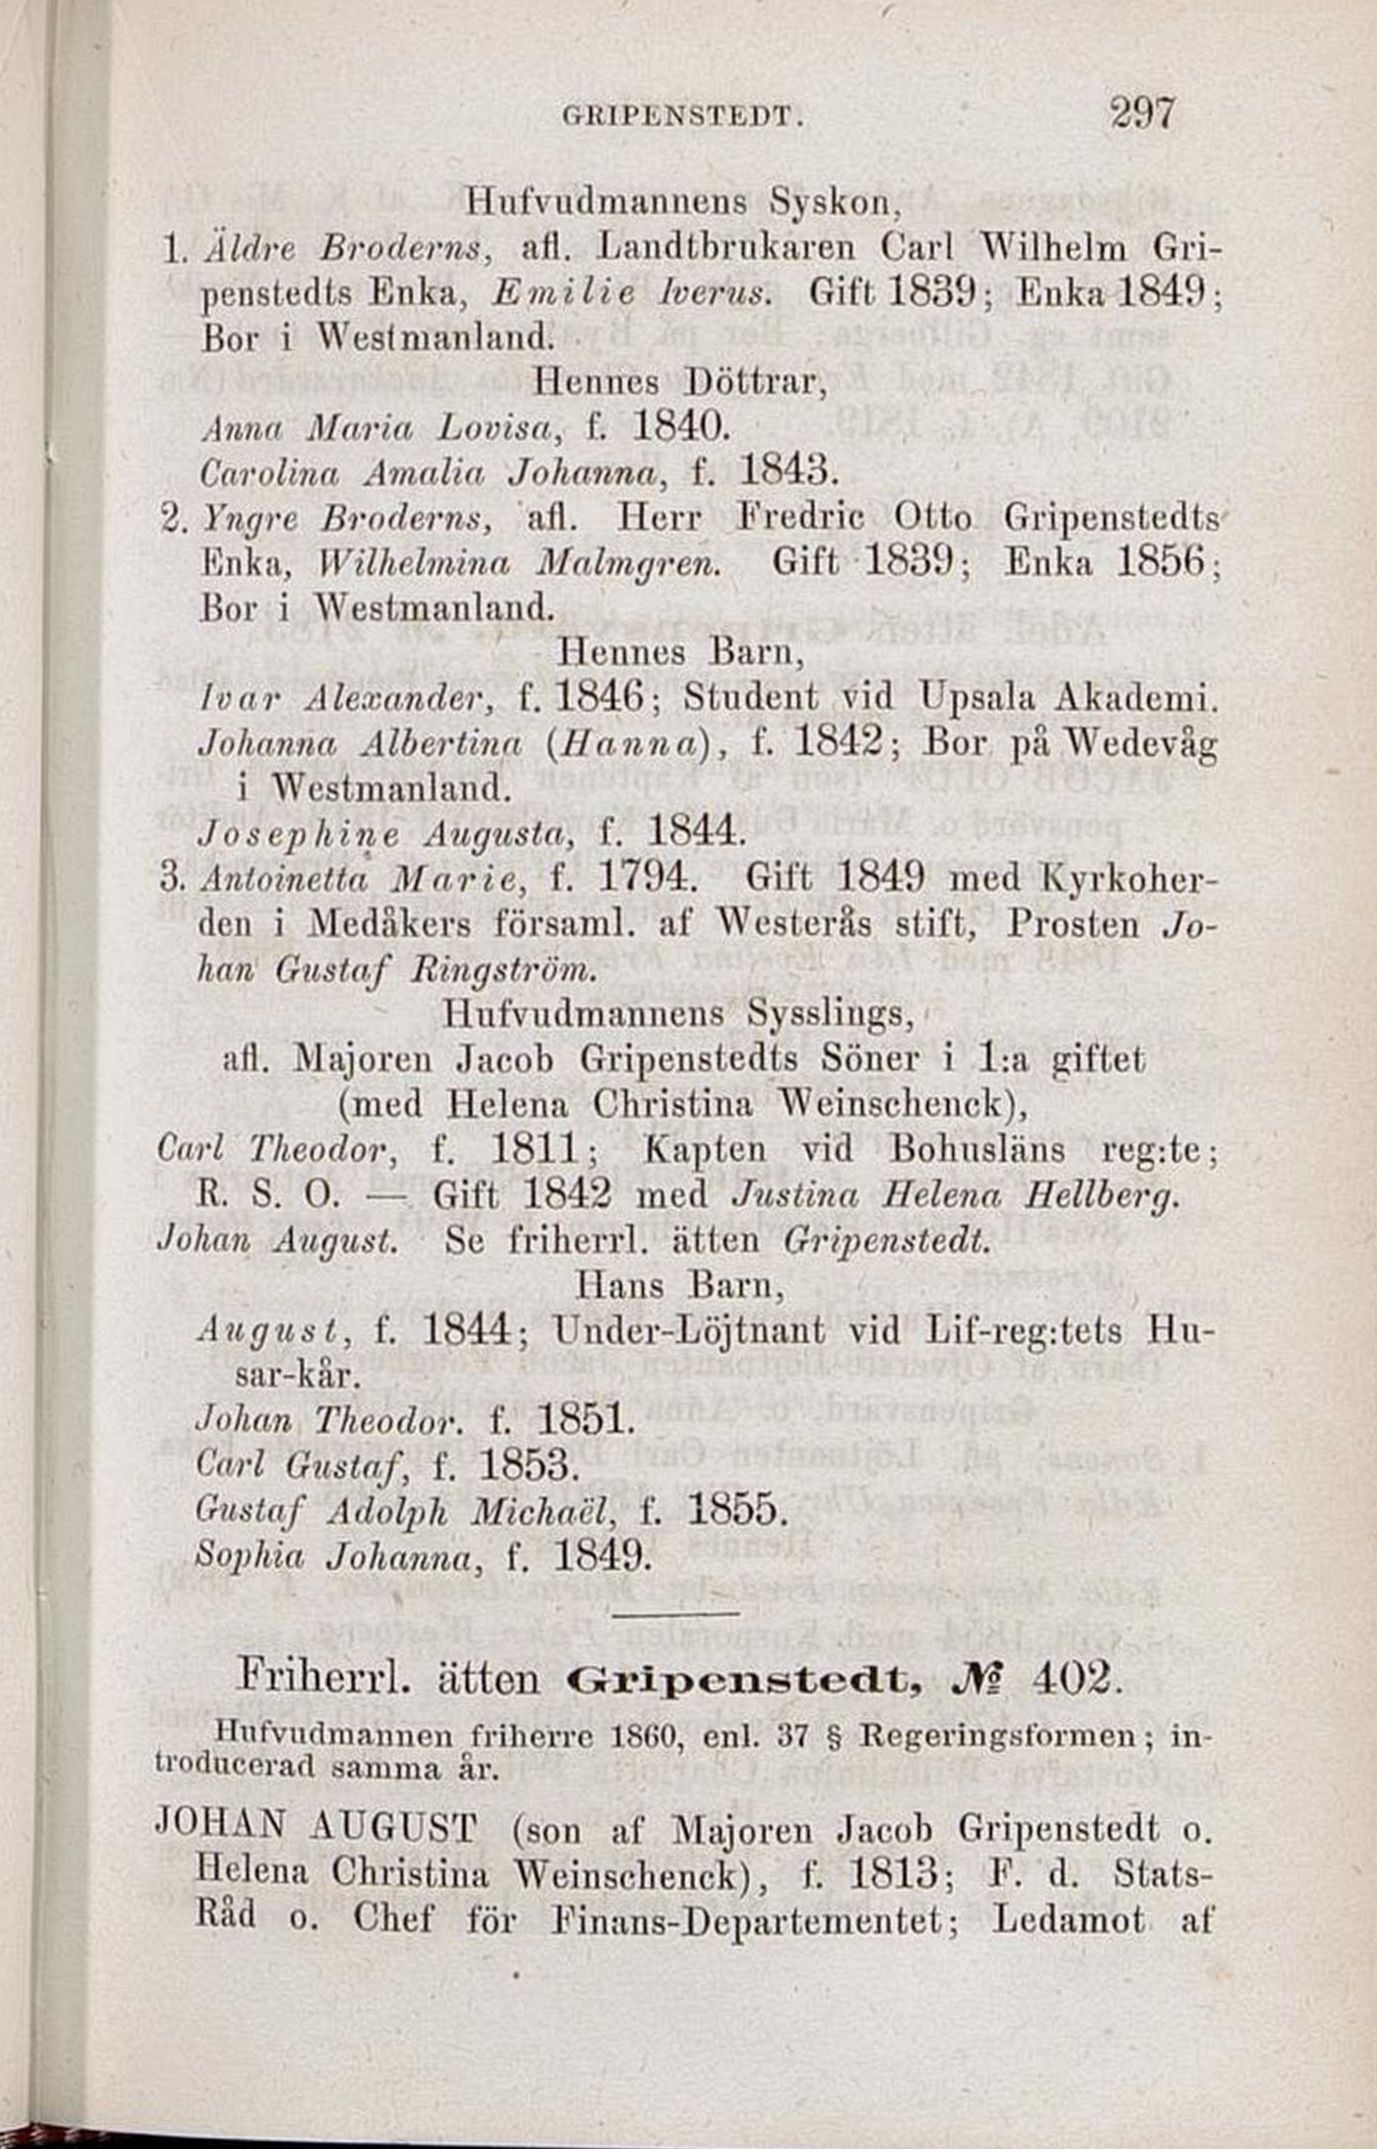 GRIPENSTEDT. 297
Hufvudmannens Syskon,
1. Äldre Broderns, afl. Landtbrukaren Carl Wilhelm Gri-
penstedts Enka, Emilie Iverus. Gift 1839; Enka 1849;
Bor i Westmanland.
Hennes Döttrar,
Anna Maria Lovisa, f. 1840.
Carolina Amalia Johanna, f. 1843.
2. Yngre Broderns, afl. Herr Fredric Otto Gripenstedts
Enka, Wilhelmina Malmgren. Gift 1839; Enka 1856;
Bor i Westmanland.
Hennes Barn,
Ivar Alexander, f. 1846; Student vid Upsala Akademi.
Johanna Albertina (Hanna), f. 1842; Bor på Wedevåg
i Westmanland.
Josephine Augusta, f. 1844.
3. Antoinetta Marie, f. 1794. Gift 1849 med Kyrkoher-
den i Medåkers församl. af Westerås stift, Prosten Jo-
han Gustaf Ringström.
Hufvudmannens Sysslings,
afl. Majoren Jacob Gripenstedts Söner i 1:a giftet
(med Helena Christina Weinschenck),
Carl Theodor, f. 1811; Kapten vid Bohusläns reg:te;
R. S. O. — Gift 1842 med Justina Helena Hellberg.
Johan August. Se friherrl. ätten Gripenstedt.
Hans Barn,
August, f. 1844; Under-Löjtnant vid Lif-reg:tets Hu-
sar-kår.
Johan Theodor. f. 1851.
Carl Gustaf, f. 1853.
Gustaf Adolph Michaël, f. 1855.
Sophia Johanna, f. 1849.
Friherrl. ätten Gripenstedt, № 402.
Hufvudmannen friherre 1860, enl. 37 § Regeringsformen; in-
troducerad samma år.
JOHAN AUGUST (son af Majoren Jacob Gripenstedt o.
Helena Christina Weinschenck), f. 1813; F. d. Stats-
Råd o. Chef för Finans-Departementet; Ledamot af